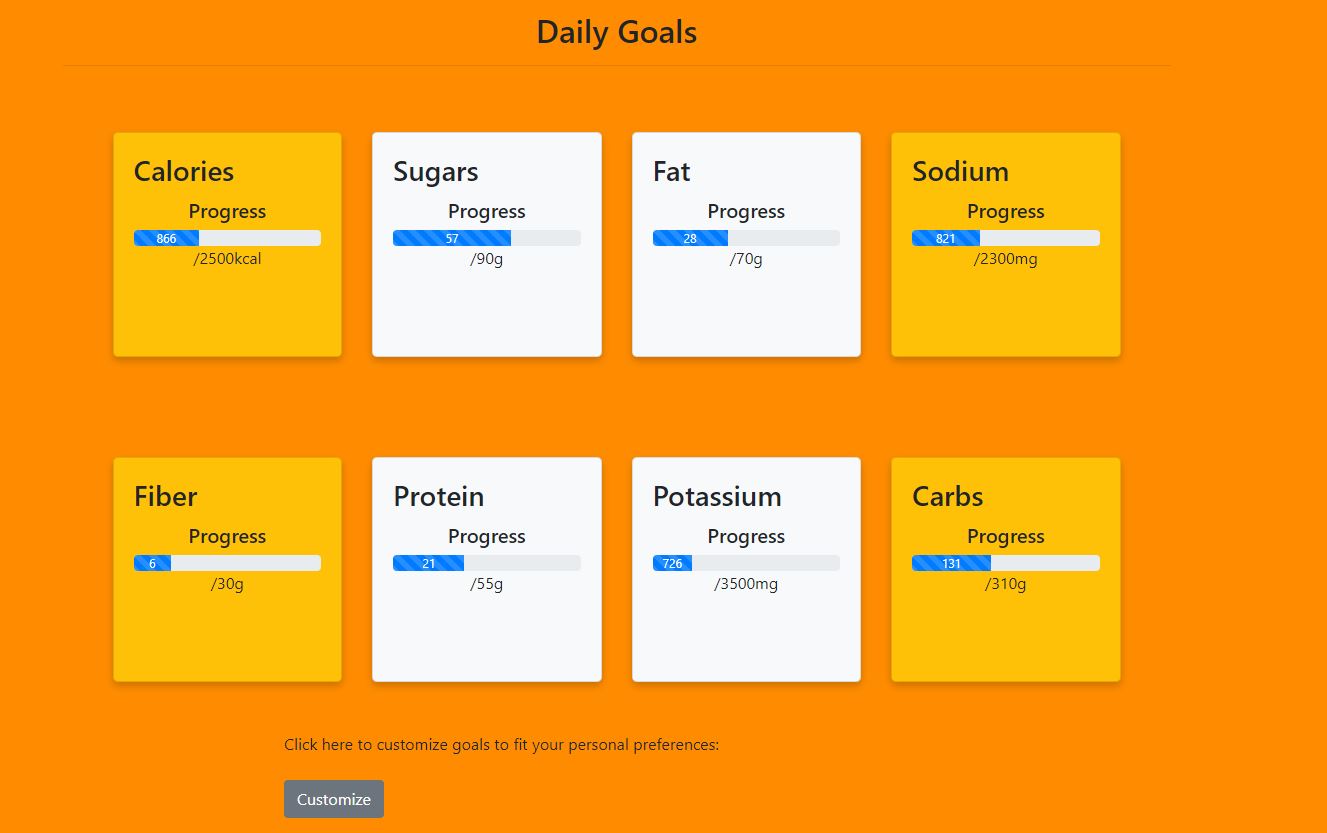 Daily Goals
Calories
Progress
866
/2500kcal
Sugars
Progress
57
/90g
Fat
Progress
28
/70g
Sodium
Progress
821
/2300mg
Fiber
Progress
6
/30g
Protein
Progress
21
/55g
Potassium
Progress
726
/3500mg
Carbs
Progress
131
/310g
Click here to customize goals to fit your personal preferences:
Customize